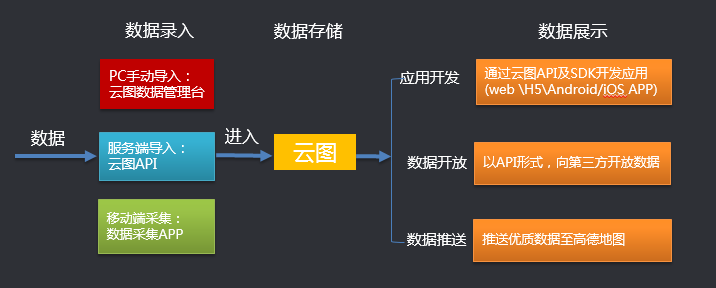 数据录入
数据存储
数据展示
PC手动导入：
云图数据管理台
应用开发
通过云图API及SDK开发应用
(web \H5\Android/iOS APP)
数据
服务端导入：
云图API
进入
云图
数据开放
以API形式，向第三方开放数据
移动端采集：
数据采集APP
数据推送
推送优质数据至高德地图